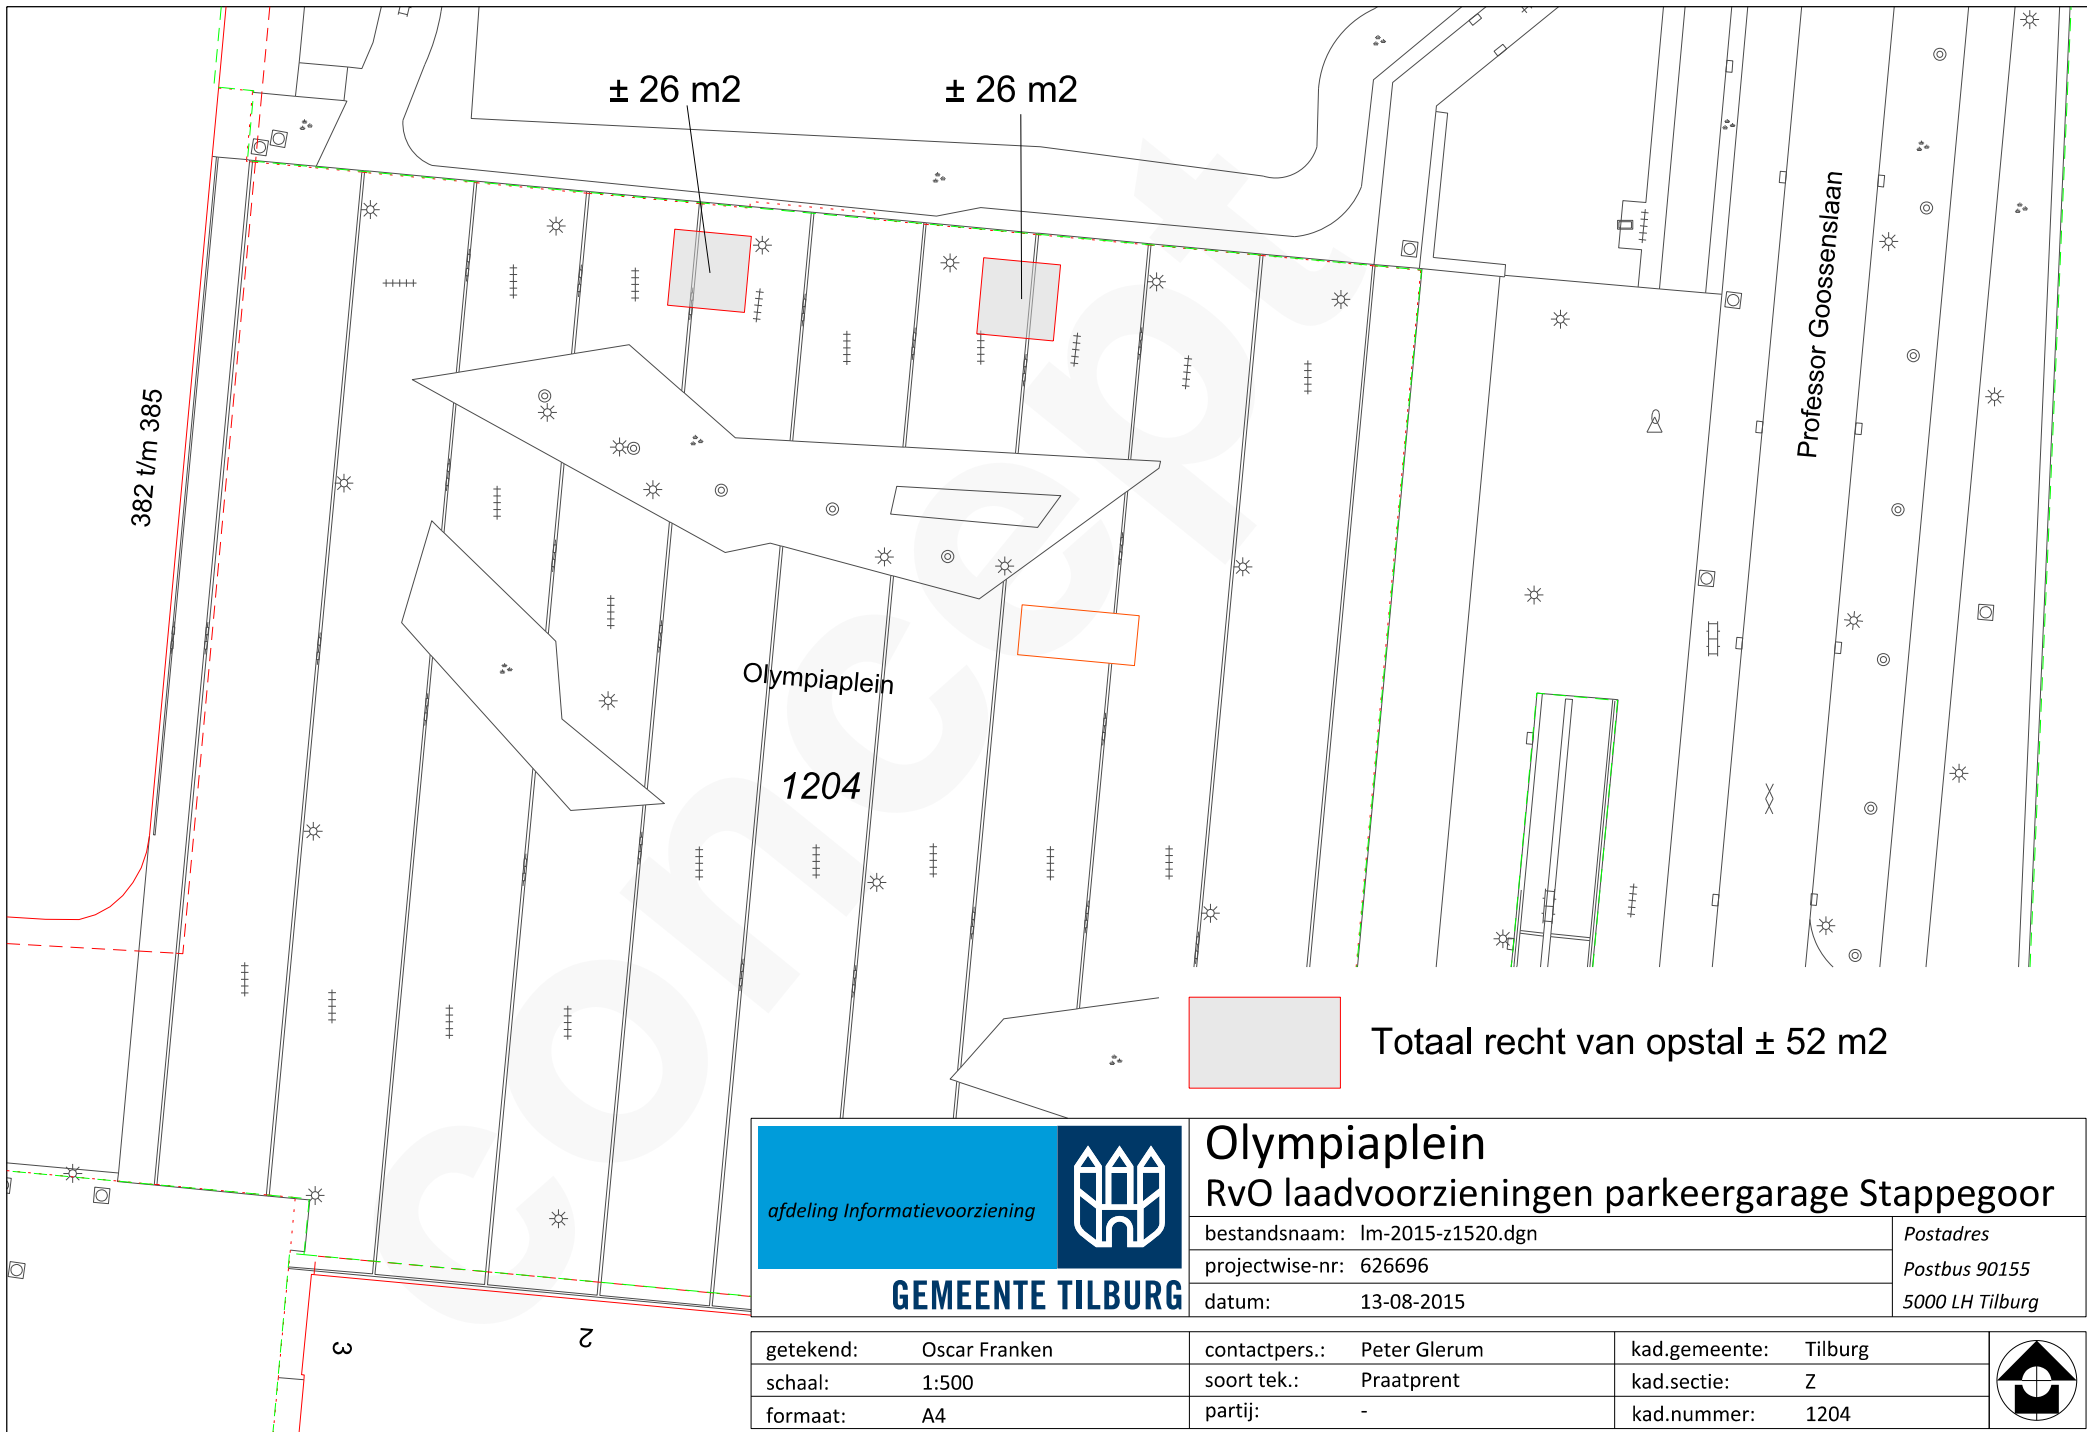 ± 26 m2
± 26 m2
Professor Goossenslaan
382 t/m 385
Olympiaplein
1204
concept
Totaal recht van opstal ± 52 m2
afdeling Informatievoorziening
GEMEENTE TILBURG
Olympiaplein
RvO laadvoorzieningen parkeergarage Stappegoor
bestandsnaam: lm-2015-z1520.dgn
projectwise-nr: 626696
datum: 13-08-2015
Postadres
Postbus 90155
5000 LH Tilburg
3
2
getekend: Oscar Franken
schaal: 1:500
formaat: A4
contactpers.: Peter Glerum
soort tek.: Praatprent
partij: -
kad.gemeente: Tilburg
kad.sectie: Z
kad.nummer: 1204